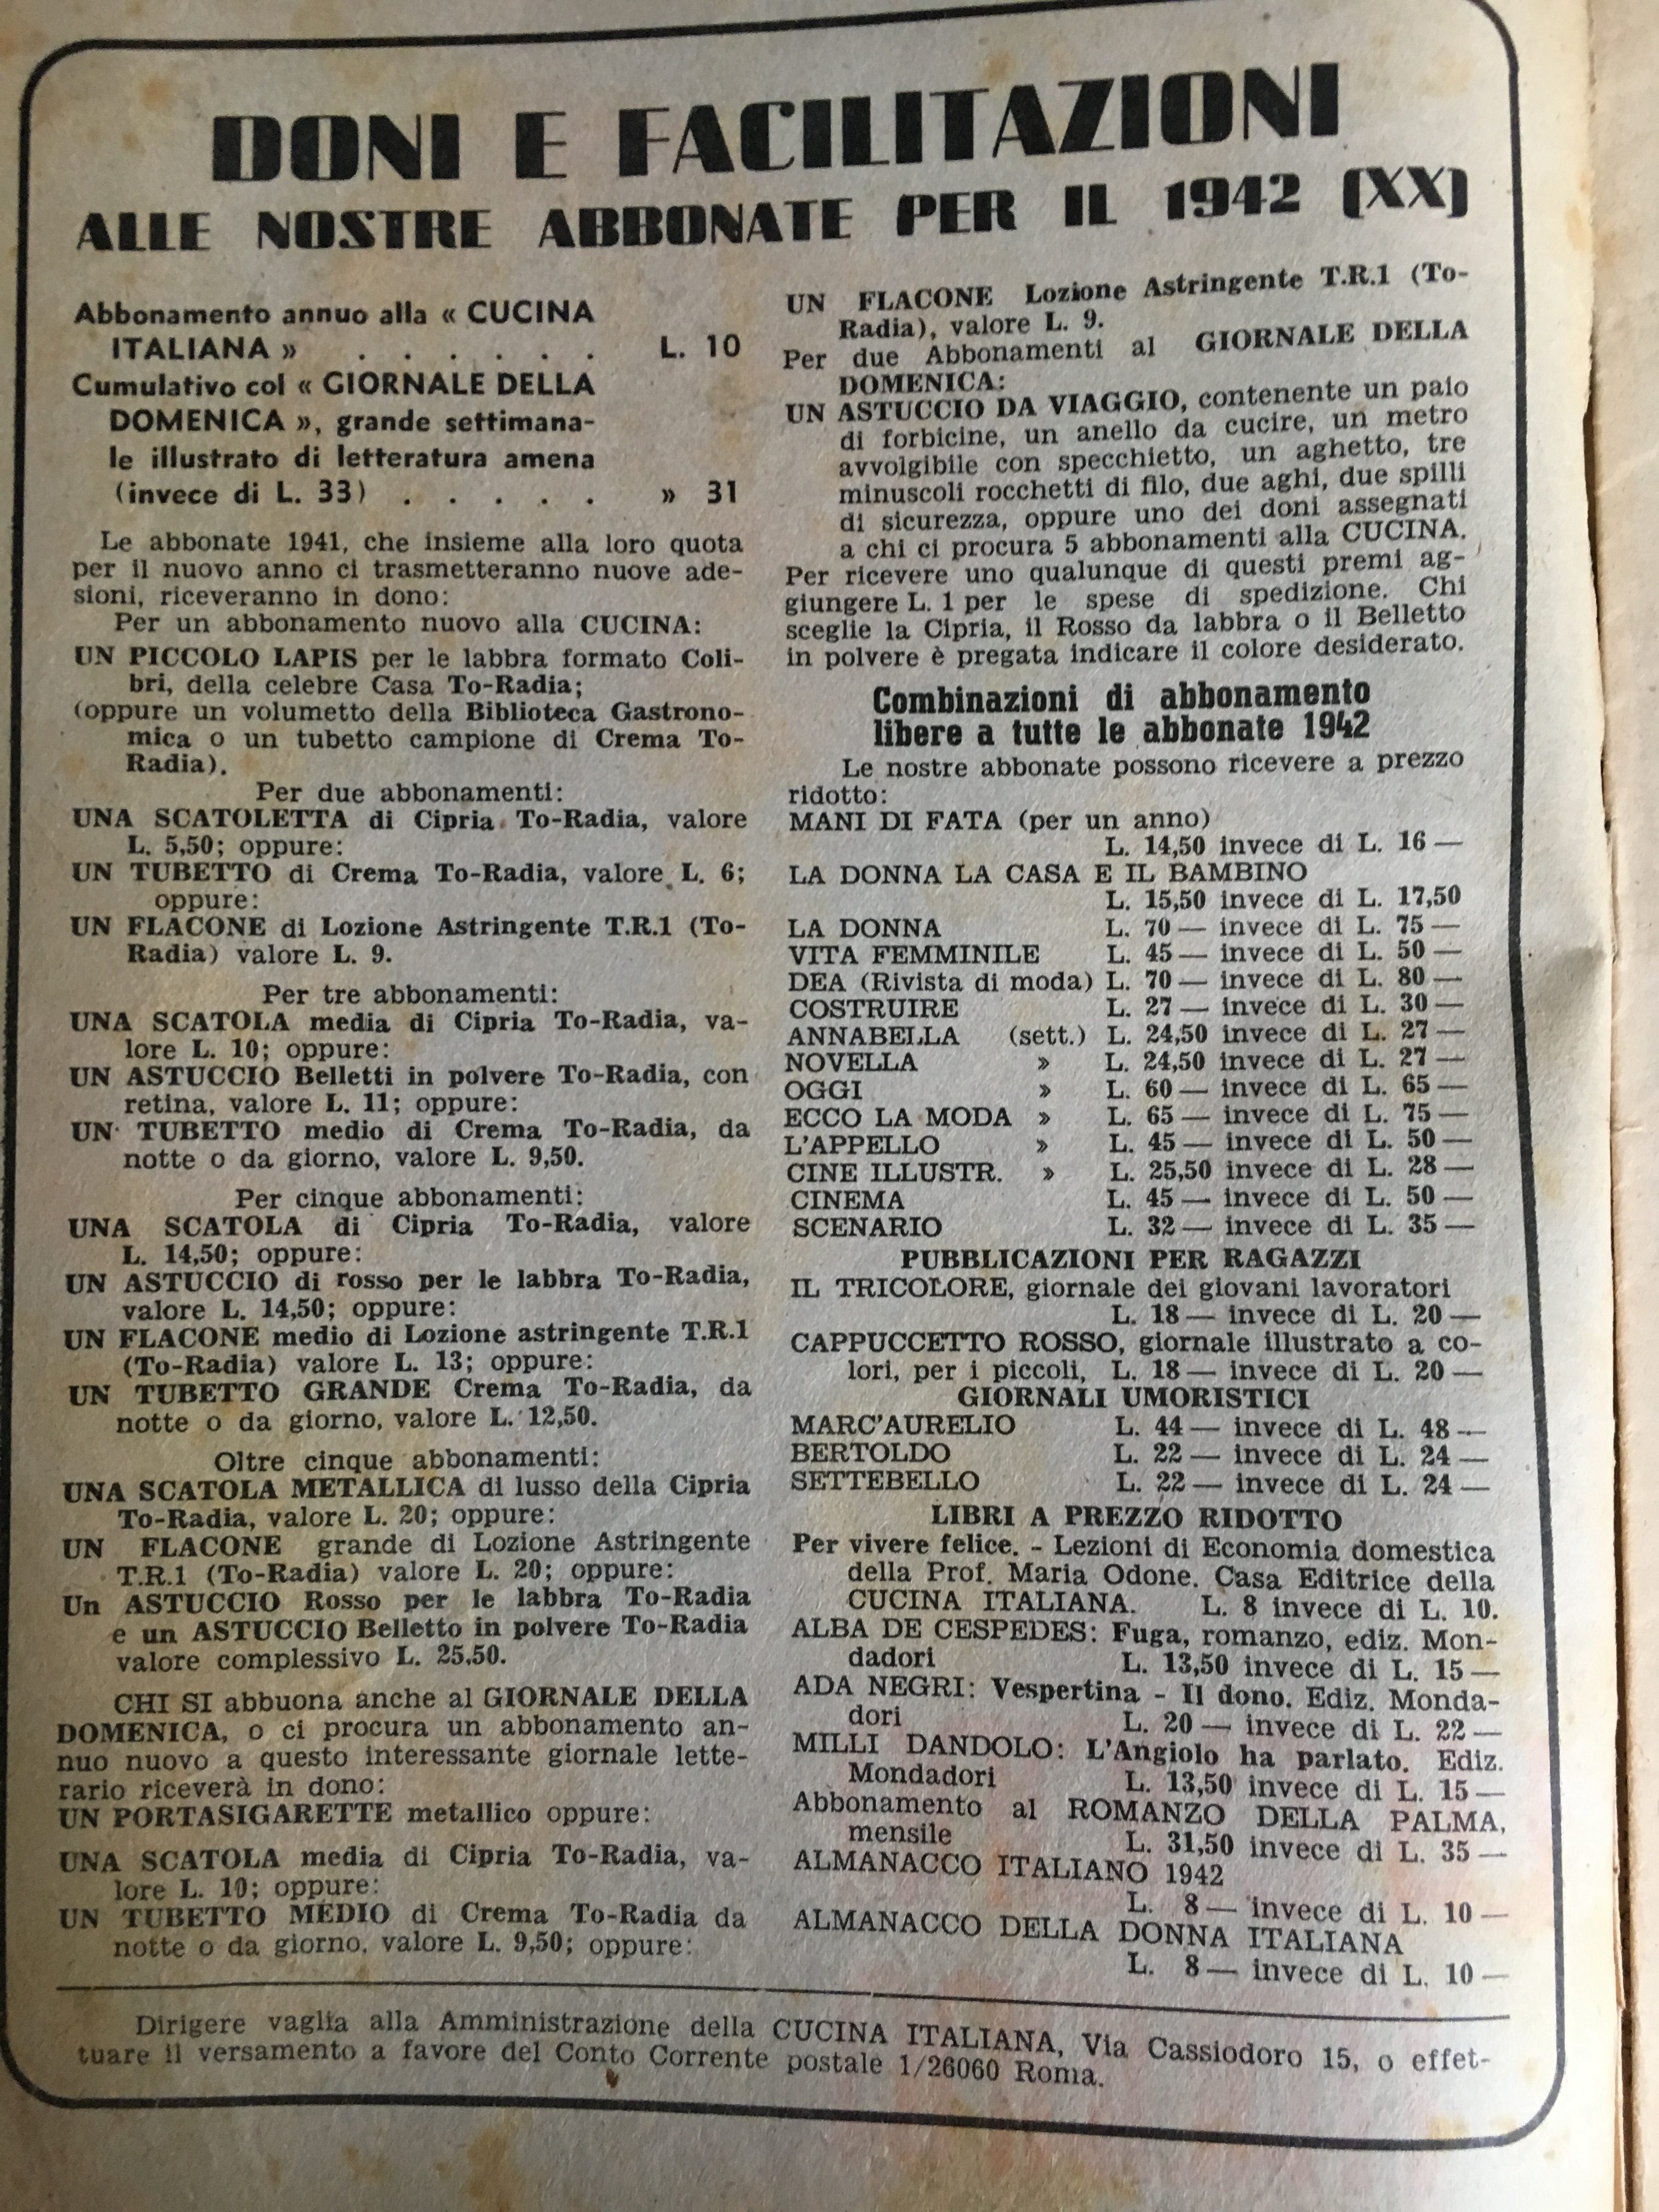 DONI E FACILITAZIONI
ALLE NOSTRE ABBONATE PER IL 1942 (XX)
Abbonamento annuo alla « CUCINA
ITALIANA » . . . . . . L. 10
Cumulativo col « GIORNALE DELLA
DOMENICA », grande settimana-
le illustrato di letteratura amena
(invece di L. 33) . . . . . » 31
Le abbonate 1941, che insieme alla loro quota
per il nuovo anno ci trasmetteranno nuove ade-
sioni, riceveranno in dono:
Per un abbonamento nuovo alla CUCINA:
UN PICCOLO LAPIS per le labbra formato Coli-
bri, della celebre Casa To-Radia;
(oppure un volumetto della Biblioteca Gastrono-
mica o un tubetto campione di Crema To-
Radia).
Per due abbonamenti:
UNA SCATOLETTA di Cipria To-Radia, valore
L. 5,50; oppure:
UN TUBETTO di Crema To-Radia, valore L. 6;
oppure:
UN FLACONE di Lozione Astringente T.R.1 (To-
Radia) valore L. 9.
Per tre abbonamenti:
UNA SCATOLA media di Cipria To-Radia, va-
lore L. 10; oppure:
UN ASTUCCIO Belletti in polvere To-Radia, con
retina, valore L. 11; oppure:
UN TUBETTO medio di Crema To-Radia, da
notte o da giorno, valore L. 9,50.
Per cinque abbonamenti:
UNA SCATOLA di Cipria To-Radia, valore
L. 14,50; oppure:
UN ASTUCCIO di rosso per le labbra To-Radia,
valore L. 14,50; oppure:
UN FLACONE medio di Lozione astringente T.R.1
(To-Radia) valore L. 13; oppure:
UN TUBETTO GRANDE Crema To-Radia, da
notte o da giorno, valore L. 12,50.
Oltre cinque abbonamenti:
UNA SCATOLA METALLICA di lusso della Cipria
To-Radia, valore L. 20; oppure:
UN FLACONE grande di Lozione Astringente
T.R.1 (To-Radia) valore L. 20; oppure:
Un ASTUCCIO Rosso per le labbra To-Radia
e un ASTUCCIO Belletto in polvere To-Radia
valore complessivo L. 25.50.
CHI SI abbuona anche al GIORNALE DELLA
DOMENICA, o ci procura un abbonamento an-
nuo nuovo a questo interessante giornale lette-
rario riceverà in dono:
UN PORTASIGARETTE metallico oppure:
UNA SCATOLA media di Cipria To-Radia, va-
lore L. 10; oppure:
UN TUBETTO MEDIO di Crema To-Radia da
notte o da giorno, valore L. 9,50; oppure:
UN FLACONE Lozione Astringente T.R.1 (To-
Radia), valore L. 9.
Per due Abbonamenti al GIORNALE DELLA
DOMENICA:
UN ASTUCCIO DA VIAGGIO, contenente un paio
di forbicine, un anello da cucire, un metro
avvolgibile con specchietto, un aghetto, tre
minuscoli rocchetti di filo, due aghi, due spilli
di sicurezza, oppure uno dei doni assegnati
a chi ci procura 5 abbonamenti alla CUCINA.
Per ricevere uno qualunque di questi premi ag-
giungere L. 1 per le spese di spedizione. Chi
sceglie la Cipria, il Rosso da labbra o il Belletto
in polvere è pregata indicare il colore desiderato.
Combinazioni di abbonamento
libere a tutte le abbonate 1942
Le nostre abbonate possono ricevere a prezzo
ridotto:
MANI DI FATA (per un anno)
L. 14,50 invece di L. 16 —
LA DONNA LA CASA E IL BAMBINO
L. 15,50 invece di L. 17,50
LA DONNA L. 70 — invece di L. 75 —
VITA FEMMINILE L. 45 — invece di L. 50 —
DEA (Rivista di moda) L. 70 — invece di L. 80 —
COSTRUIRE L. 27 — invece di L. 30 —
ANNABELLA (sett.) L. 24,50 invece di L. 27 —
NOVELLA » L. 24,50 invece di L. 27 —
OGGI » L. 60 — invece di L. 65 —
ECCO LA MODA » L. 65 — invece di L. 75 —
L'APPELLO » L. 45 — invece di L. 50 —
CINE ILLUSTR. » L. 25,50 invece di L. 28 —
CINEMA L. 45 — invece di L. 50 —
SCENARIO L. 32 — invece di L. 35 —
PUBBLICAZIONI PER RAGAZZI
IL TRICOLORE, giornale dei giovani lavoratori
L. 18 — invece di L. 20 —
CAPPUCCETTO ROSSO, giornale illustrato a co-
lori, per i piccoli, L. 18 — invece di L. 20 —
GIORNALI UMORISTICI
MARC'AURELIO L. 44 — invece di L. 48 —
BERTOLDO L. 22 — invece di L. 24 —
SETTEBELLO L. 22 — invece di L. 24 —
LIBRI A PREZZO RIDOTTO
Per vivere felice. - Lezioni di Economia domestica
della Prof. Maria Odone. Casa Editrice della
CUCINA ITALIANA. L. 8 invece di L. 10.
ALBA DE CESPEDES: Fuga, romanzo, ediz. Mon-
dadori L. 13,50 invece di L. 15 —
ADA NEGRI: Vespertina - Il dono. Ediz. Monda-
dori L. 20 — invece di L. 22 —
MILLI DANDOLO: L'Angiolo ha parlato. Ediz.
Mondadori L. 13,50 invece di L. 15 —
Abbonamento al ROMANZO DELLA PALMA,
mensile L. 31,50 invece di L. 35 —
ALMANACCO ITALIANO 1942
L. 8 — invece di L. 10 —
ALMANACCO DELLA DONNA ITALIANA
L. 8 — invece di L. 10 —
Dirigere vaglia alla Amministrazione della CUCINA ITALIANA, Via Cassiodoro 15, o effet-
tuare il versamento a favore del Conto Corrente postale 1/26060 Roma.